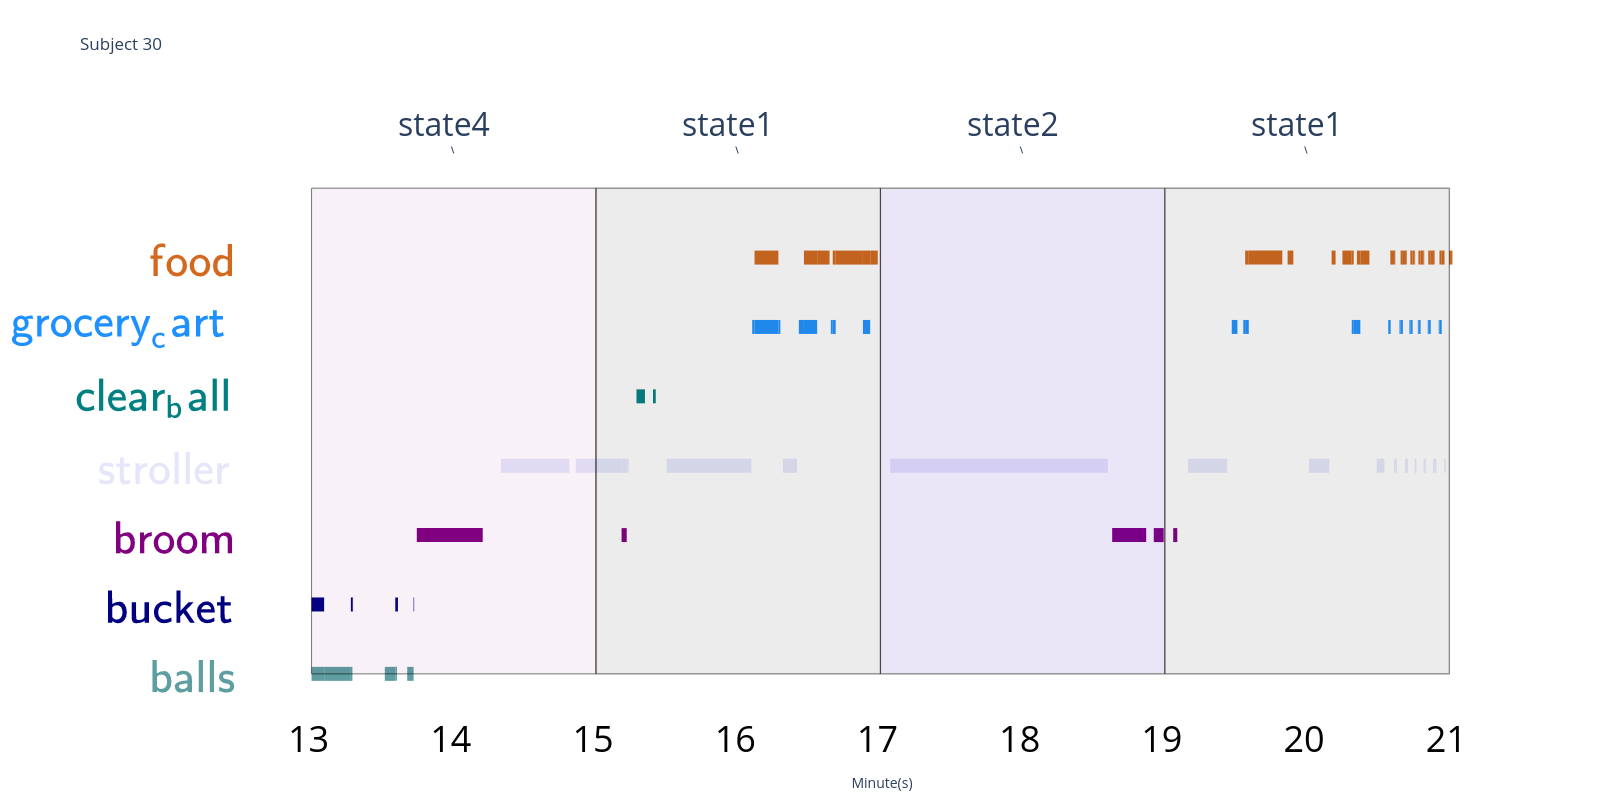 Subject 30
state4 state1 state2 state1
food
grocery_cart
clear_ball
stroller
broom
bucket
balls
13 14 15 16 17 18 19 20 21
Minute(s)